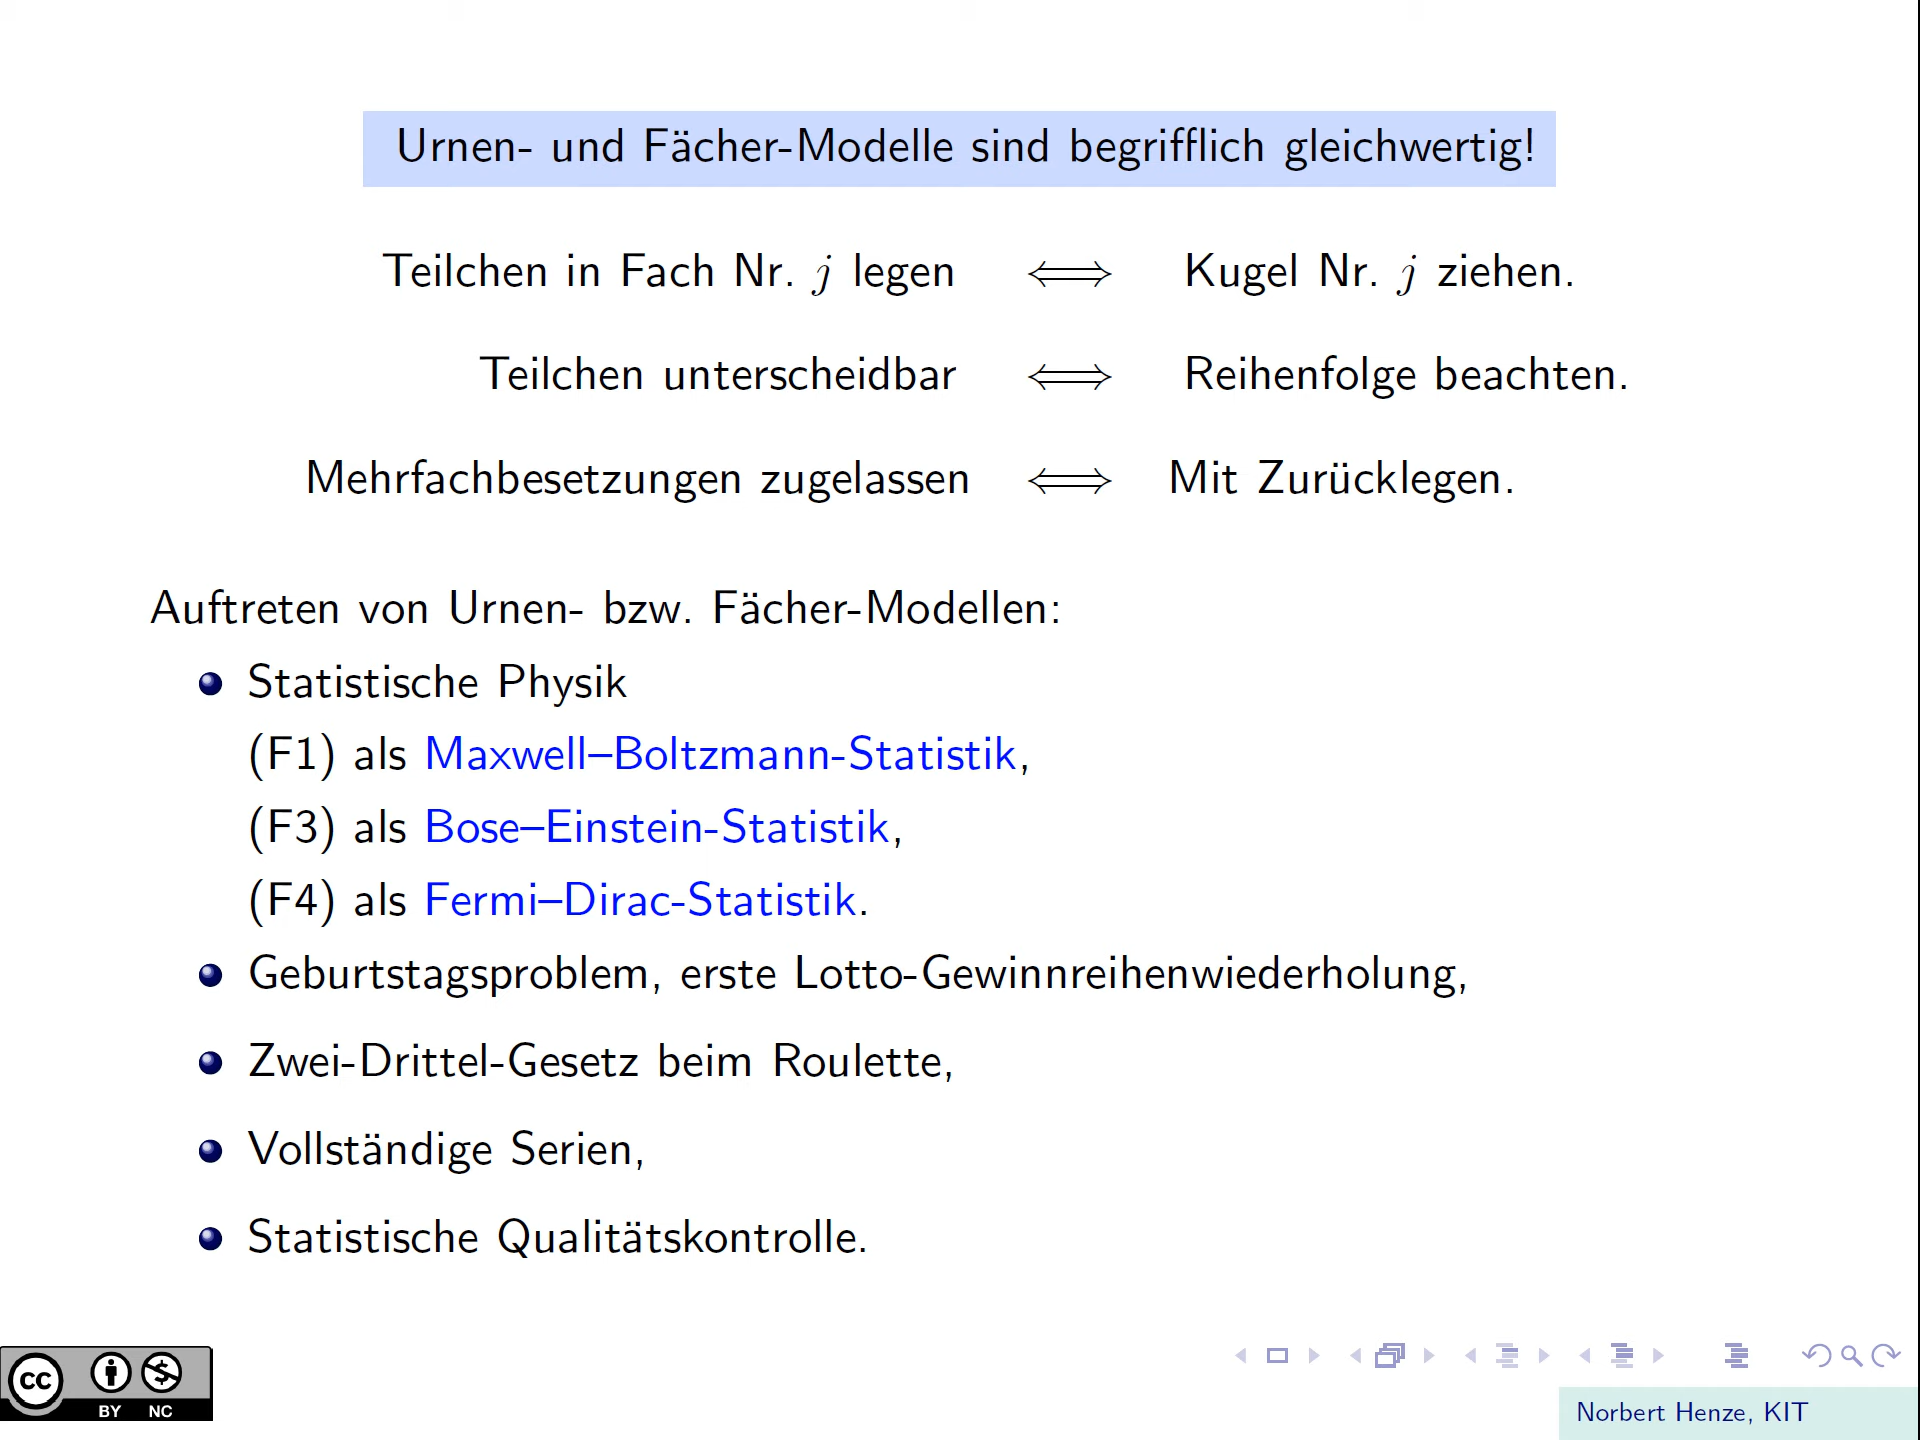 Urnen- und Fächer-Modelle sind begrifflich gleichwertig!
Teilchen in Fach Nr. j legen ⟺ Kugel Nr. j ziehen.
Teilchen unterscheidbar ⟺ Reihenfolge beachten.
Mehrfachbesetzungen zugelassen ⟺ Mit Zurücklegen.
Auftreten von Urnen- bzw. Fächer-Modellen:
Statistische Physik
(F1) als Maxwell–Boltzmann-Statistik,
(F3) als Bose–Einstein-Statistik,
(F4) als Fermi–Dirac-Statistik.
Geburtstagsproblem, erste Lotto-Gewinnreihenwiederholung,
Zwei-Drittel-Gesetz beim Roulette,
Vollständige Serien,
Statistische Qualitätskontrolle.
cc
BY NC
Norbert Henze, KIT